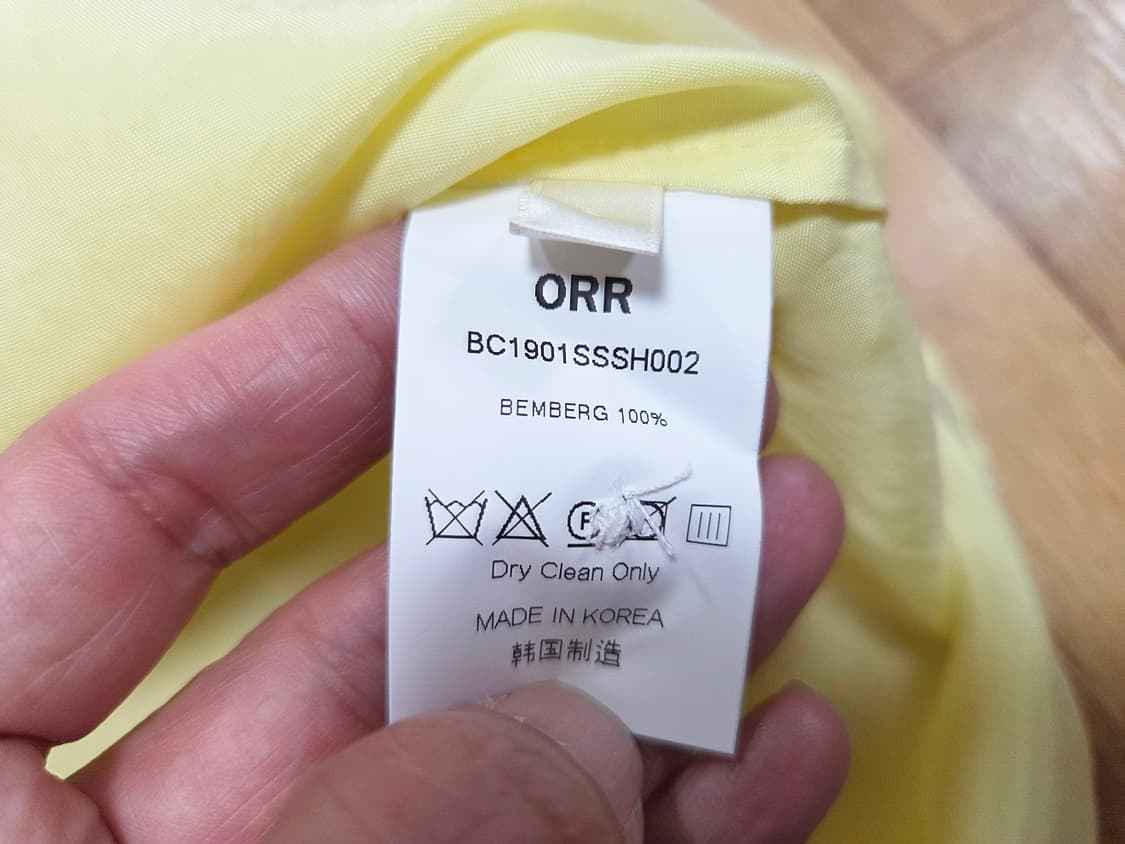 ORR
BC1901SSSH002
BEMBERG 100%
Dry Clean Only
MADE IN KOREA
韩国制造